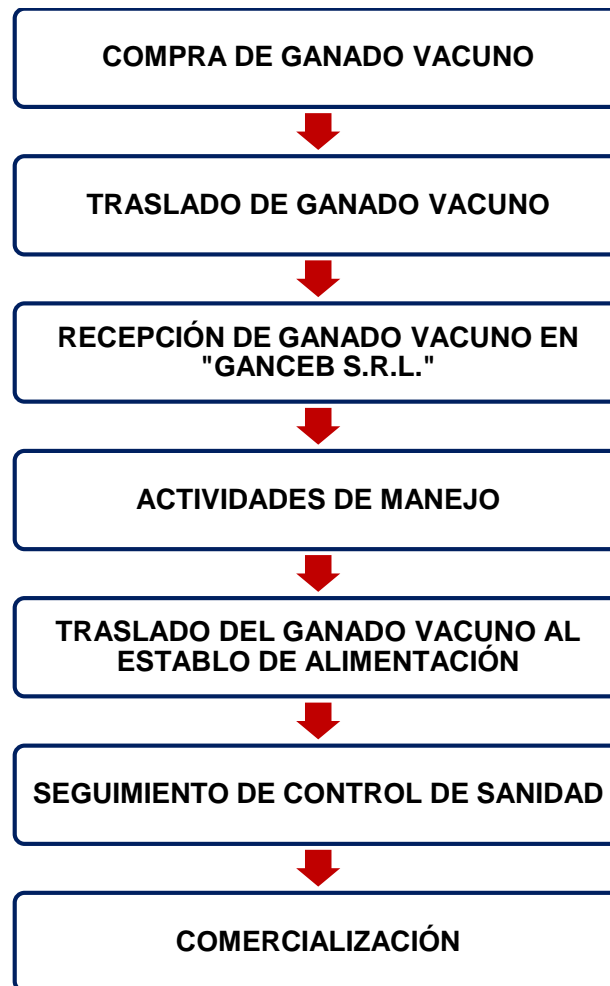 COMPRA DE GANADO VACUNO
TRASLADO DE GANADO VACUNO
RECEPCIÓN DE GANADO VACUNO EN
"GANCEB S.R.L."
ACTIVIDADES DE MANEJO
TRASLADO DEL GANADO VACUNO AL
ESTABLO DE ALIMENTACIÓN
SEGUIMIENTO DE CONTROL DE SANIDAD
COMERCIALIZACIÓN